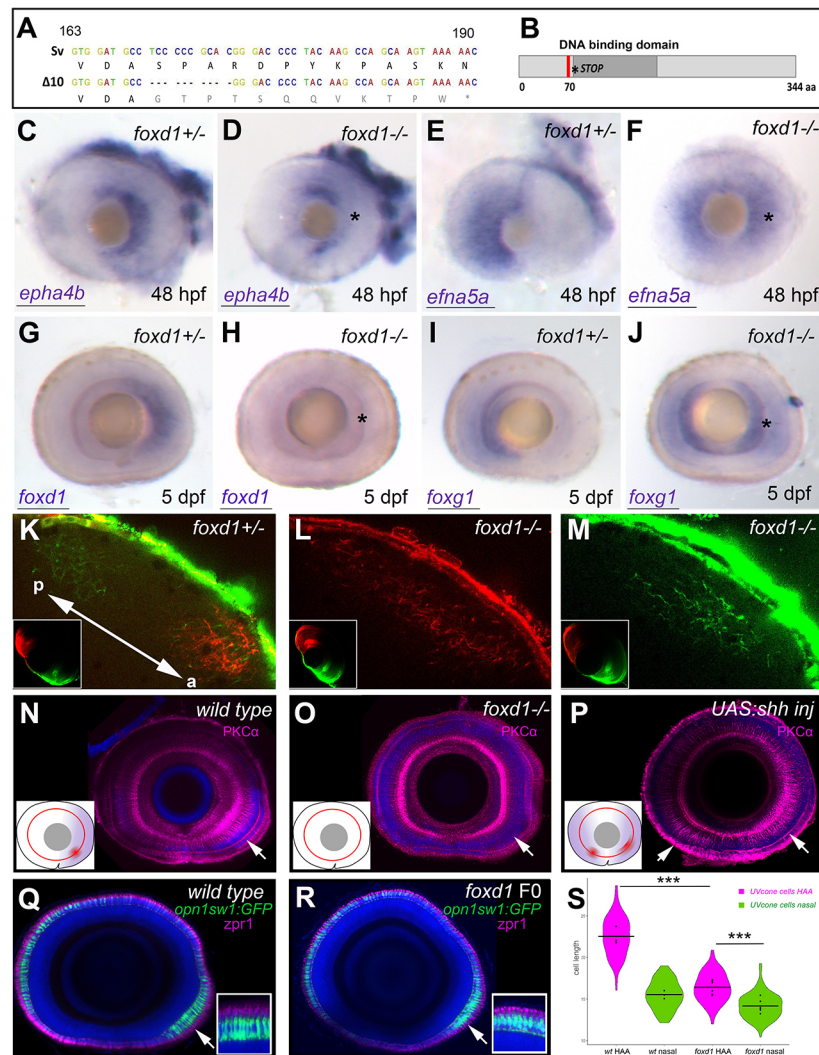 A
163
190
Sv
GTG GAT GCC TCC CCC GCA CGG GAC CCC TAC AAG CCA GCA AGT AAA AAC
V D A S P A R D P Y K P A S K N
Δ10
GTG GAT GCC - --- --- ---GG GAC CCC TAC AAG CCA GCA AGT AAA AAC
V D A G T P T S Q Q V K T P W *
B
DNA binding domain
* STOP
0
70
344 aa
C
foxd1+/-
epha4b
48 hpf
D
foxd1-/-
*
epha4b
48 hpf
E
foxd1+/-
efna5a
48 hpf
F
foxd1-/-
*
efna5a
48 hpf
G
foxd1+/-
foxd1
5 dpf
H
foxd1-/-
*
foxd1
5 dpf
I
foxd1+/-
foxg1
5 dpf
J
foxd1-/-
*
foxg1
5 dpf
K
foxd1+/-
p
a
L
foxd1-/-
M
foxd1-/-
N
wild type
PKCα
O
foxd1-/-
PKCα
P
UAS:shh inj
PKCα
Q
wild type
opn1sw1:GFP
zpr1
R
foxd1 F0
opn1sw1:GFP
zpr1
S
***
UVcone cells HAA
UVcone cells nasal
***
cell length
25
20
15
10
wt HAA
wt nasal
foxd1 HAA
foxd1 nasal